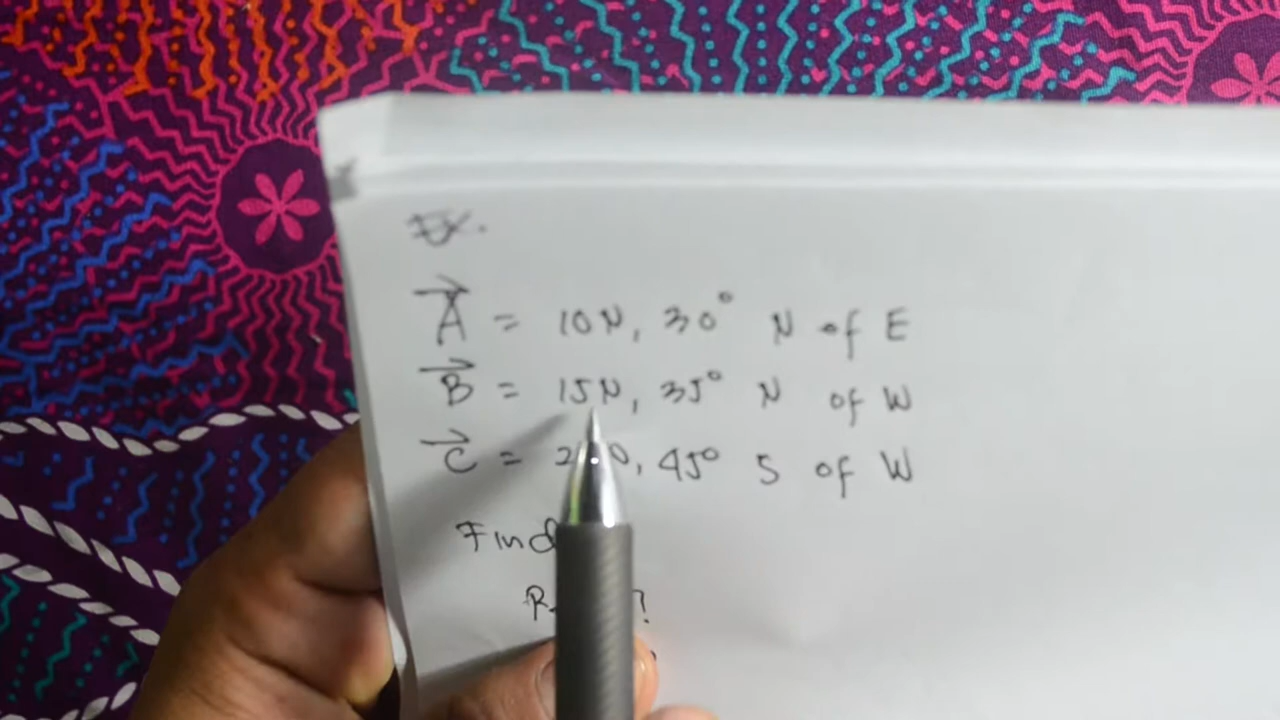 Ex.
A = 10N, 30° N of E
B = 15N, 35° N of W
C = 45° S of W
Find